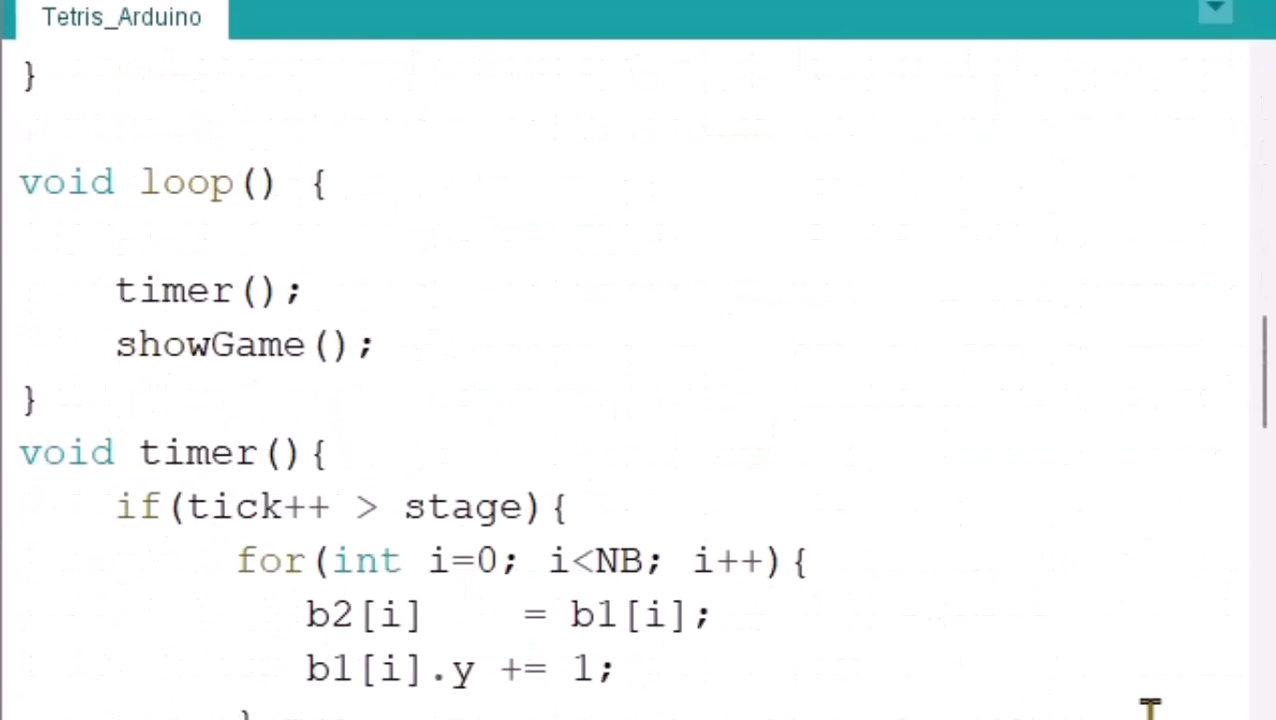 Tetris_Arduino
}
void loop() {
timer();
showGame();
}
void timer(){
if(tick++ > stage){
for(int i=0; i<NB; i++){
b2[i] = b1[i];
b1[i].y += 1;
}